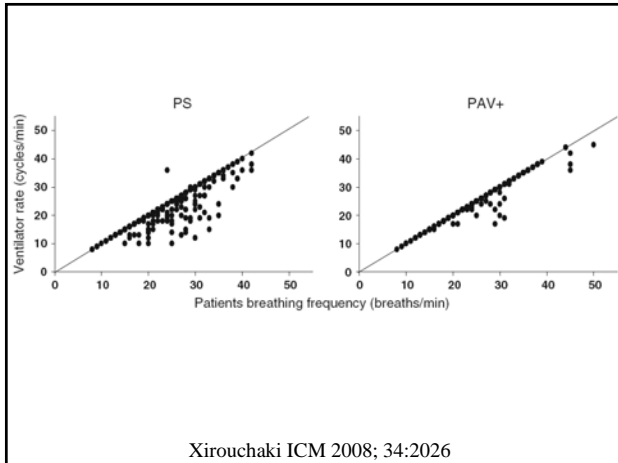 PS PAV+
Ventilator rate (cycles/min)
50 50
40 40
30 30
20 20
10 10
0 0
0 10 20 30 40 50 0 10 20 30 40 50
Patients breathing frequency (breaths/min)
Xirouchaki ICM 2008; 34:2026